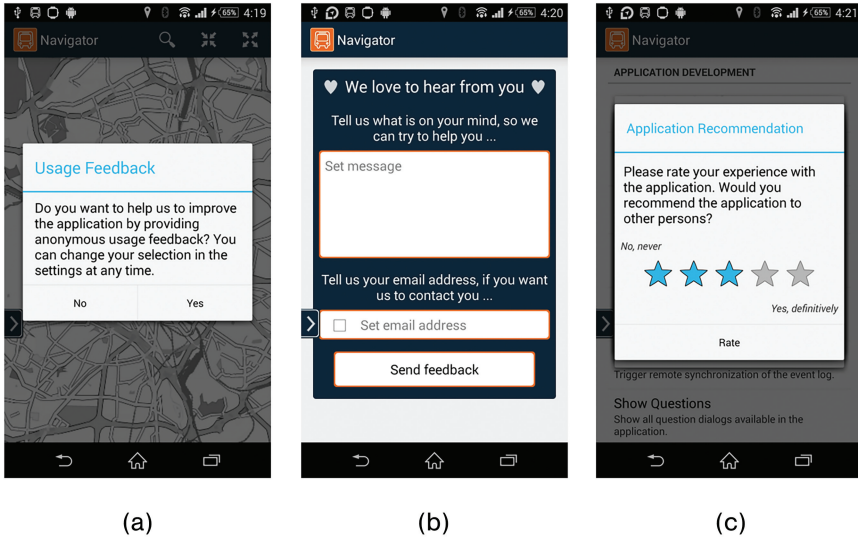 65% 4:19
Navigator
Usage Feedback
Do you want to help us to improve
the application by providing
anonymous usage feedback? You
can change your selection in the
settings at any time.
No Yes
(a)
65% 4:20
Navigator
We love to hear from you
Tell us what is on your mind, so we
can try to help you ...
Set message
Tell us your email address, if you want
us to contact you ...
Set email address
Send feedback
(b)
65% 4:21
Navigator
APPLICATION DEVELOPMENT
Application Recommendation
Please rate your experience with
the application. Would you
recommend the application to
other persons?
No, never
Yes, definitively
Rate
Trigger remote synchronization of the event log.
Show Questions
Show all question dialogs available in the
application.
(c)